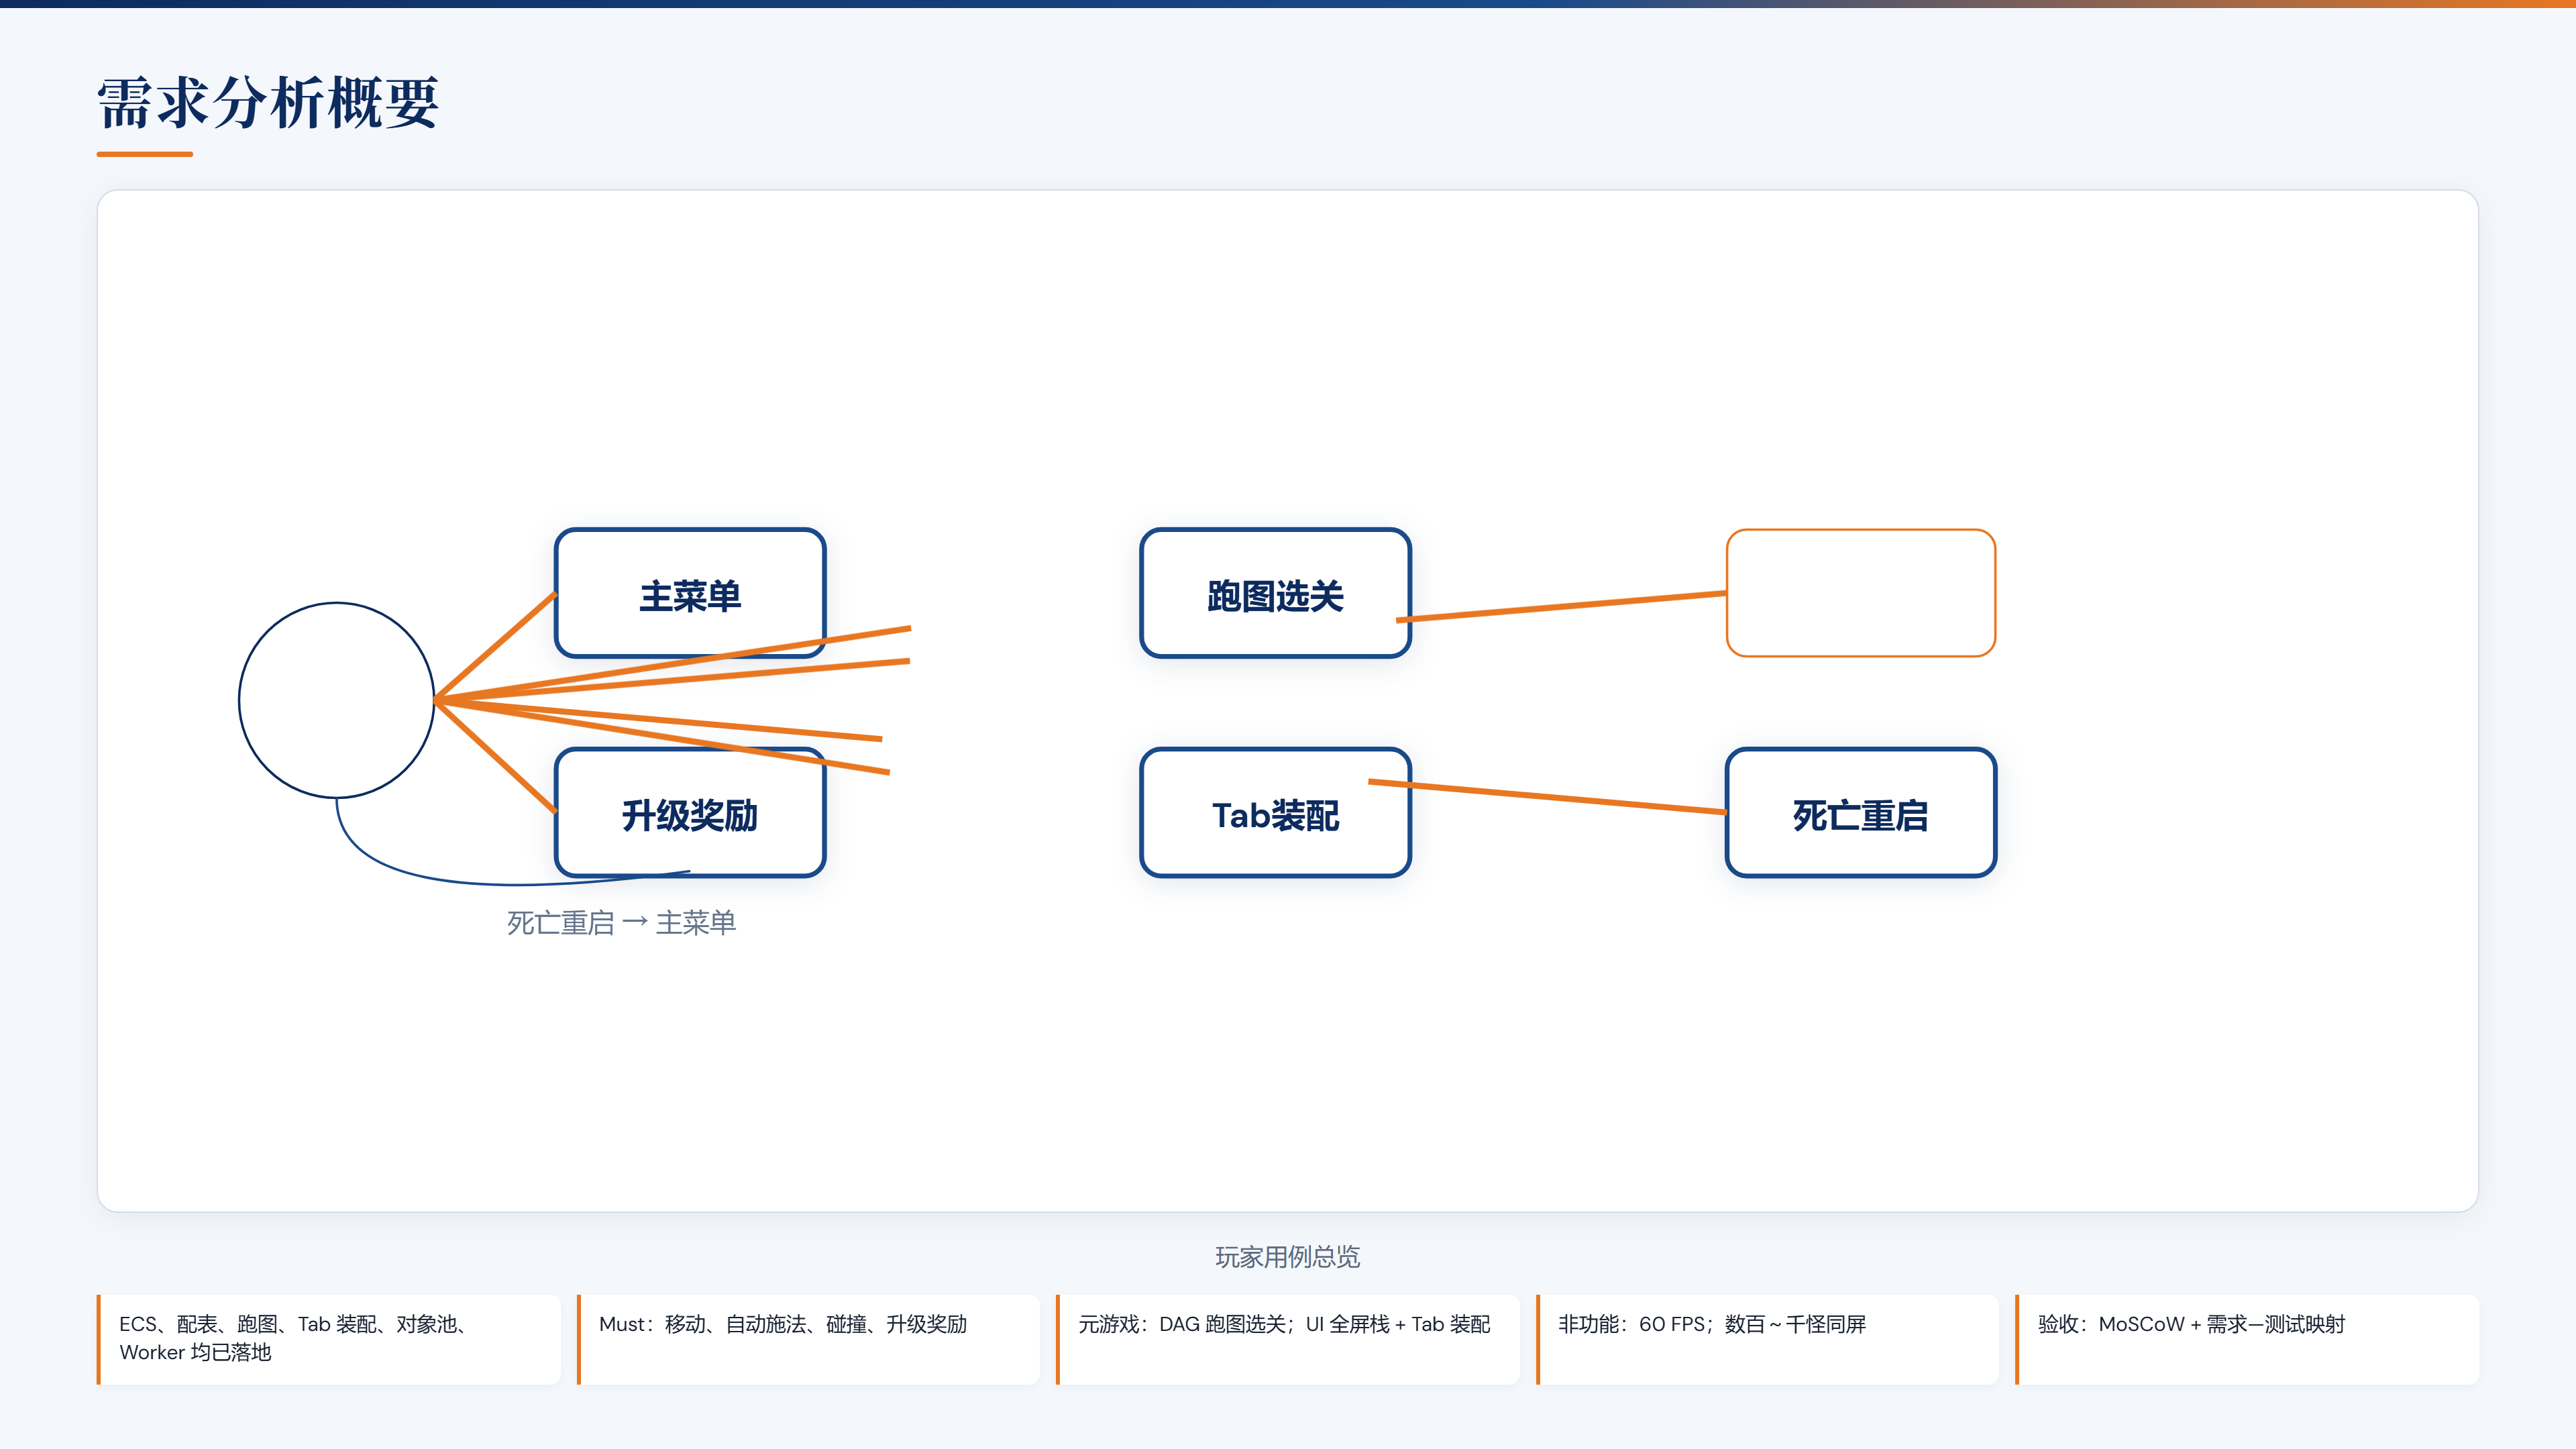 需求分析概要
主菜单
跑图选关
升级奖励
Tab装配
死亡重启
死亡重启 → 主菜单
玩家用例总览
ECS、配表、跑图、Tab 装配、对象池、
Worker 均已落地
Must：移动、自动施法、碰撞、升级奖励
元游戏：DAG 跑图选关；UI 全屏栈 + Tab 装配
非功能：60 FPS；数百～千怪同屏
验收：MoSCoW + 需求—测试映射